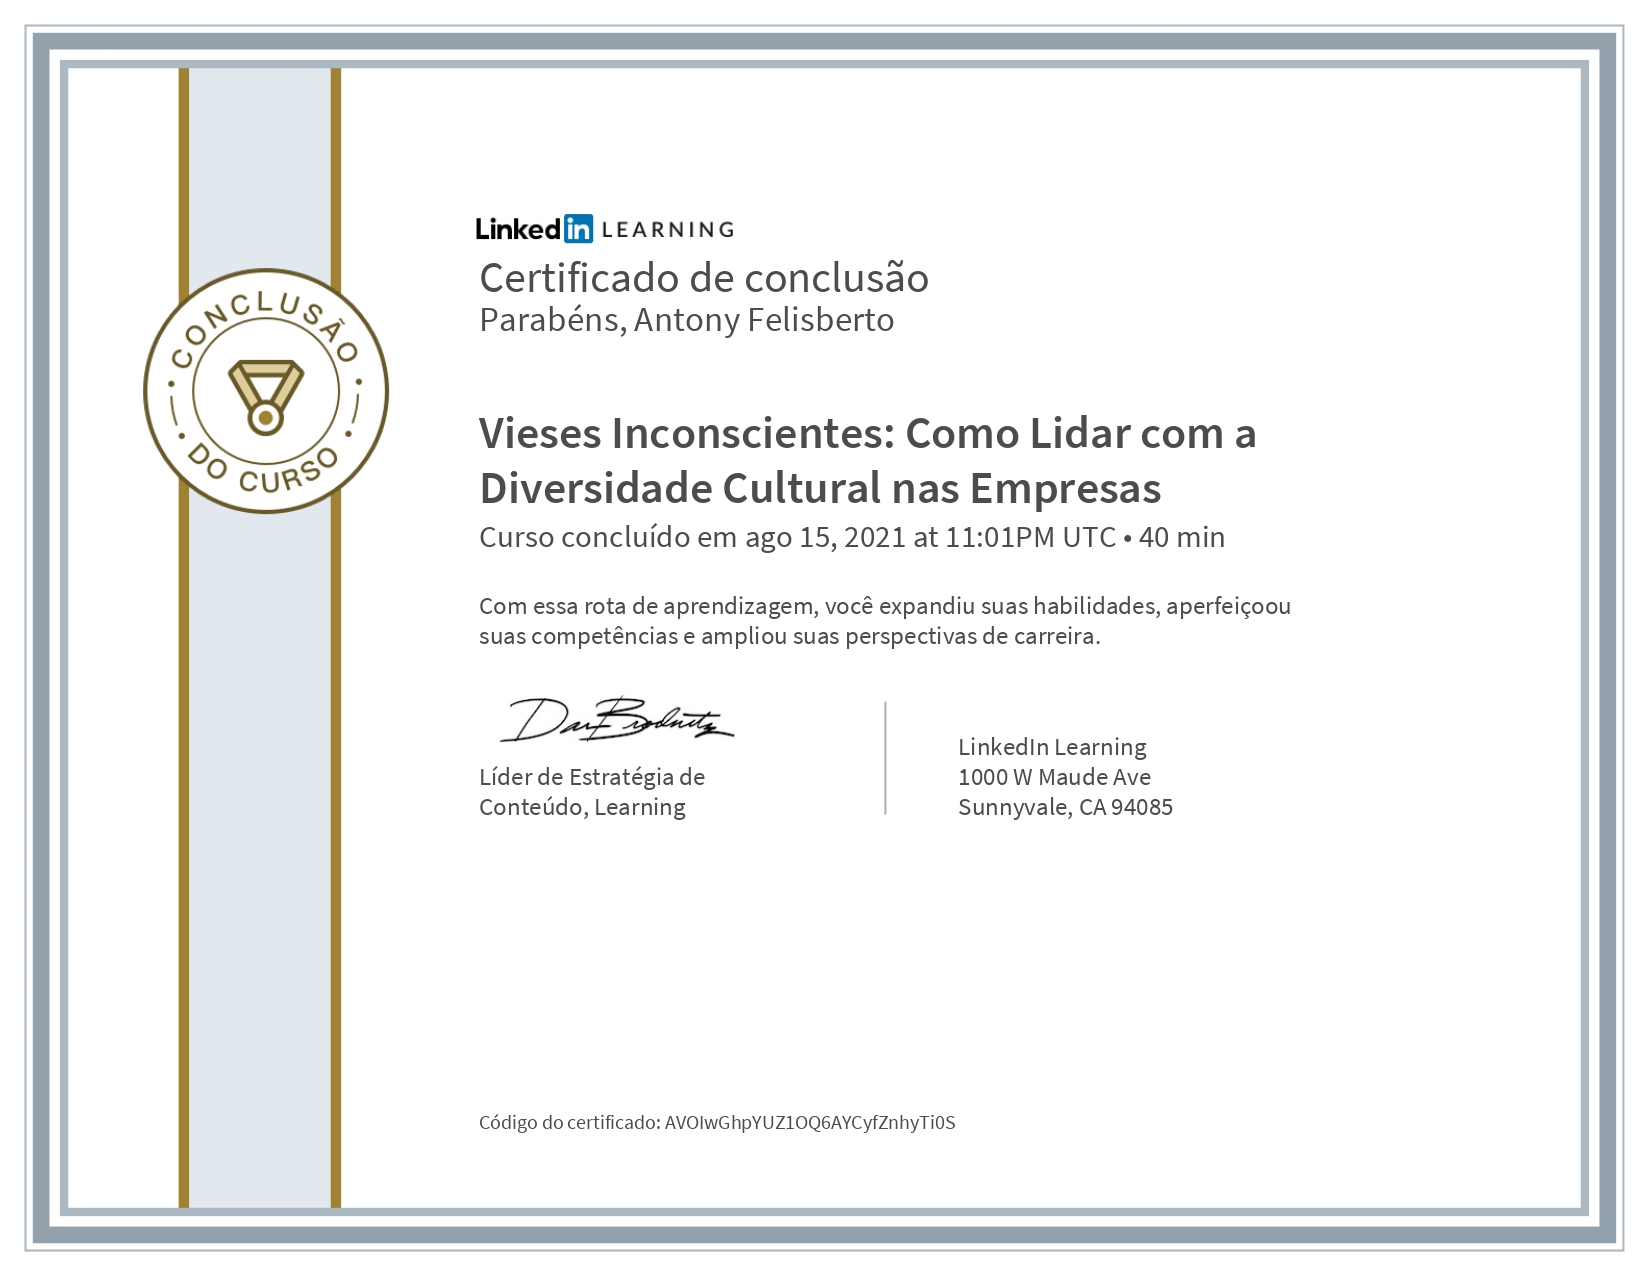 Linked in LEARNING
Certificado de conclusão
Parabéns, Antony Felisberto
• CONCLUSÃO •
• DO CURSO •
Vieses Inconscientes: Como Lidar com a
Diversidade Cultural nas Empresas
Curso concluído em ago 15, 2021 at 11:01PM UTC • 40 min
Com essa rota de aprendizagem, você expandiu suas habilidades, aperfeiçoou
suas competências e ampliou suas perspectivas de carreira.
Dan Brodnitz
Líder de Estratégia de
Conteúdo, Learning
LinkedIn Learning
1000 W Maude Ave
Sunnyvale, CA 94085
Código do certificado: AVOIwGhpYUZ1OQ6AYCyfZnhyTi0S